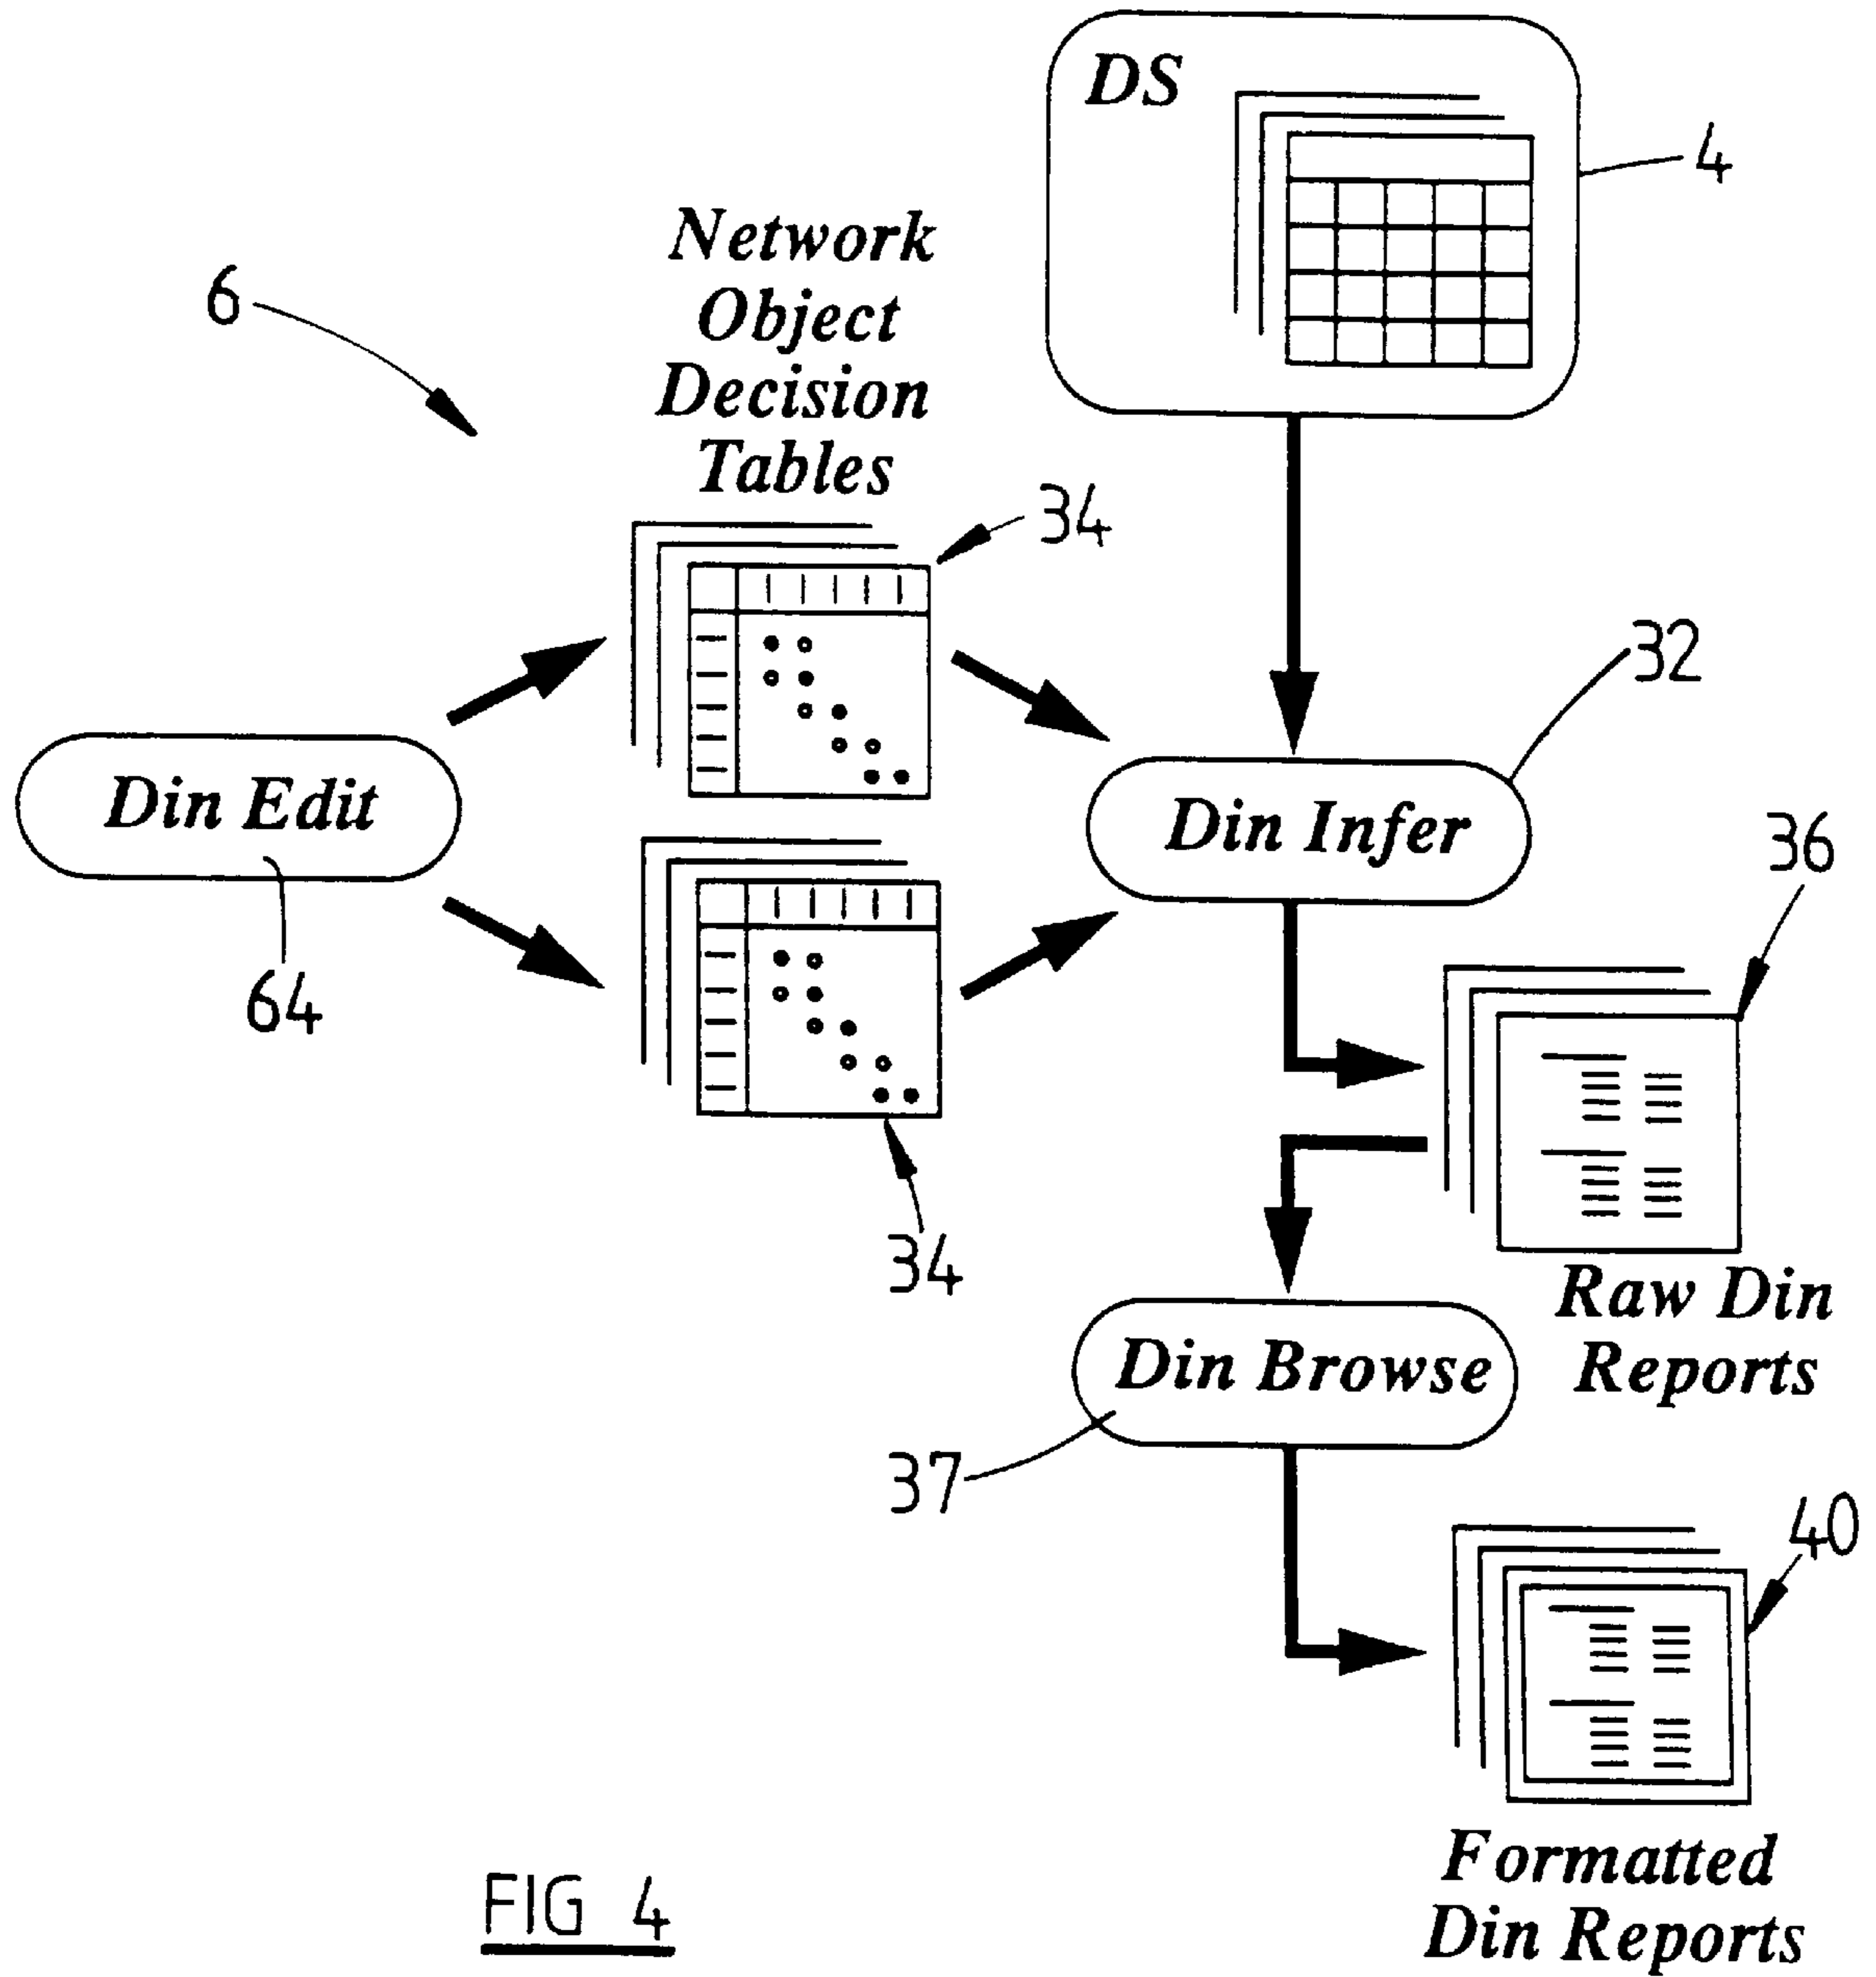 DS
4
Network
Object
Decision
Tables
6
34
32
Din Edit
Din Infer
36
64
34
Raw Din
Reports
Din Browse
37
40
Formatted
Din Reports
FIG 4